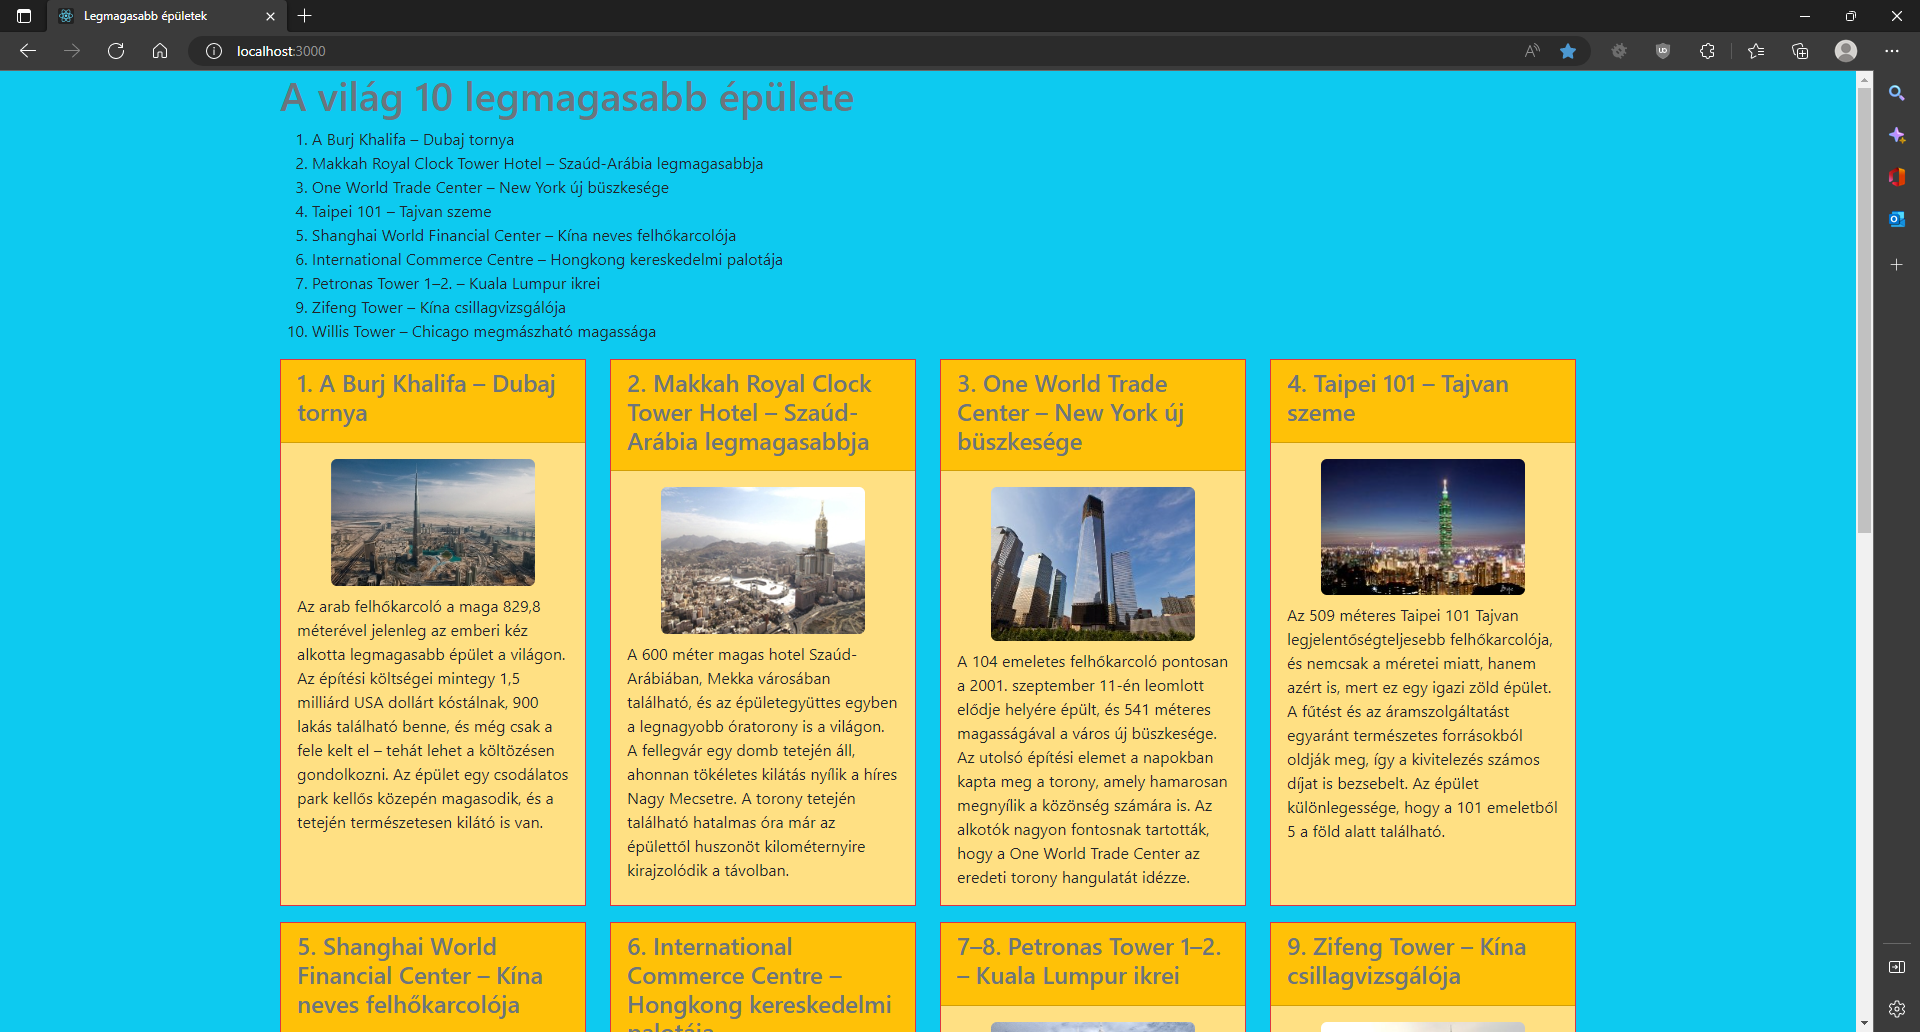 Legmagasabb épületek
localhost:3000
A világ 10 legmagasabb épülete
1. A Burj Khalifa – Dubaj tornya
2. Makkah Royal Clock Tower Hotel – Szaúd-Arábia legmagasabbja
3. One World Trade Center – New York új büszkesége
4. Taipei 101 – Tajvan szeme
5. Shanghai World Financial Center – Kína neves felhőkarcolója
6. International Commerce Centre – Hongkong kereskedelmi palotája
7. Petronas Tower 1–2. – Kuala Lumpur ikrei
9. Zifeng Tower – Kína csillagvizsgálója
10. Willis Tower – Chicago megmászható magassága
1. A Burj Khalifa – Dubaj
tornya
Az arab felhőkarcoló a maga 829,8
méterével jelenleg az emberi kéz
alkotta legmagasabb épület a világon.
Az építési költségei mintegy 1,5
milliárd USA dollárt kóstálnak, 900
lakás található benne, és még csak a
fele kelt el – tehát lehet a költözésen
gondolkozni. Az épület egy csodálatos
park kellős közepén magasodik, és a
tetején természetesen kilátó is van.
2. Makkah Royal Clock
Tower Hotel – Szaúd-
Arábia legmagasabbja
A 600 méter magas hotel Szaúd-
Arábiában, Mekka városában
található, és az épületegyüttes egyben
a legnagyobb óratorony is a világon.
A fellegvár egy domb tetején áll,
ahonnan tökéletes kilátás nyílik a híres
Nagy Mecsetre. A torony tetején
található hatalmas óra már az
épülettől huszonöt kilométernyire
kirajzolódik a távolban.
3. One World Trade
Center – New York új
büszkesége
A 104 emeletes felhőkarcoló pontosan
a 2001. szeptember 11-én leomlott
elődje helyére épült, és 541 méteres
magasságával a város új büszkesége.
Az utolsó építési elemet a napokban
kapta meg a torony, amely hamarosan
megnyílik a közönség számára is. Az
alkotók nagyon fontosnak tartották,
hogy a One World Trade Center az
eredeti torony hangulatát idézze.
4. Taipei 101 – Tajvan
szeme
Az 509 méteres Taipei 101 Tajvan
legjelentőségteljesebb felhőkarcolója,
és nemcsak a méretei miatt, hanem
azért is, mert ez egy igazi zöld épület.
A fűtést és az áramszolgáltatást
egyaránt természetes forrásokból
oldják meg, így a kivitelezés számos
díjat is bezsebelt. Az épület
különlegessége, hogy a 101 emeletből
5 a föld alatt található.
5. Shanghai World
Financial Center – Kína
neves felhőkarcolója
6. International
Commerce Centre –
Hongkong kereskedelmi
palotája
7–8. Petronas Tower 1–2.
– Kuala Lumpur ikrei
9. Zifeng Tower – Kína
csillagvizsgálója